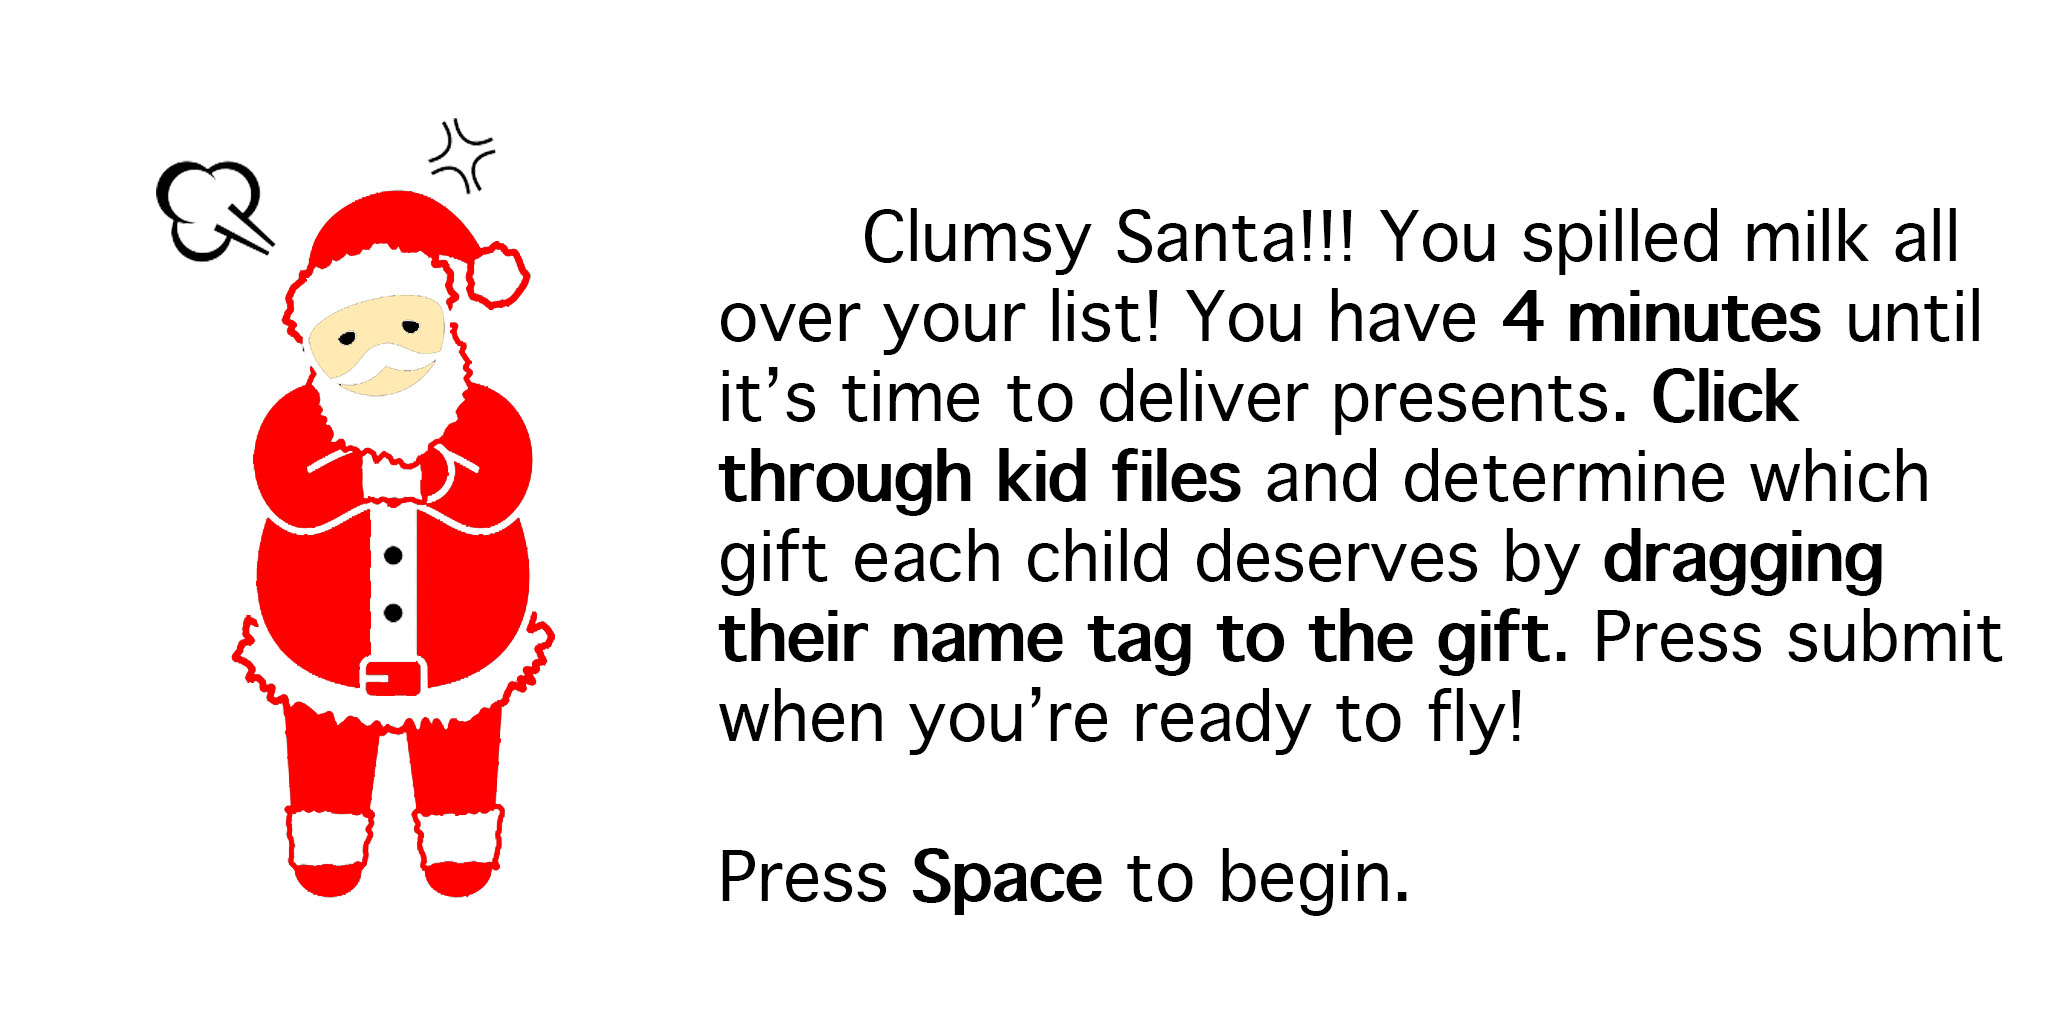 Clumsy Santa!!! You spilled milk all
over your list! You have 4 minutes until
it’s time to deliver presents. Click
through kid files and determine which
gift each child deserves by dragging
their name tag to the gift. Press submit
when you’re ready to fly!
Press Space to begin.